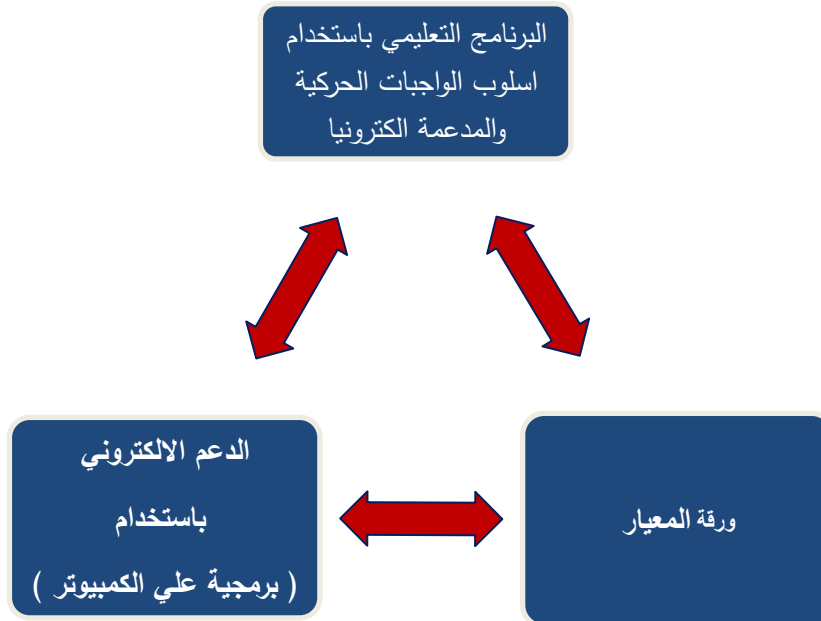 البرنامج التعليمي باستخدام
اسلوب الواجبات الحركية
والمدعمة الكترونيا
ورقة المعيار
الدعم الالكتروني
باستخدام
( برمجية علي الكمبيوتر )